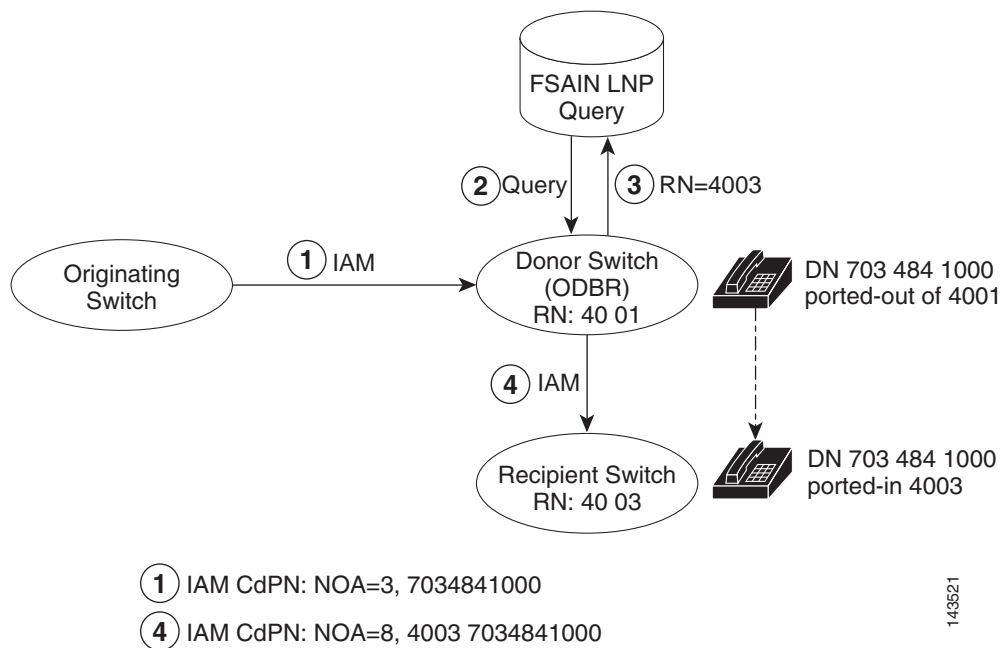 FSAIN LNP
Query
2 Query
3 RN=4003
1 IAM
Originating
Switch
Donor Switch
(ODBR)
RN: 40 01
DN 703 484 1000
ported-out of 4001
4 IAM
Recipient Switch
RN: 40 03
DN 703 484 1000
ported-in 4003
1 IAM CdPN: NOA=3, 7034841000
4 IAM CdPN: NOA=8, 4003 7034841000
143521